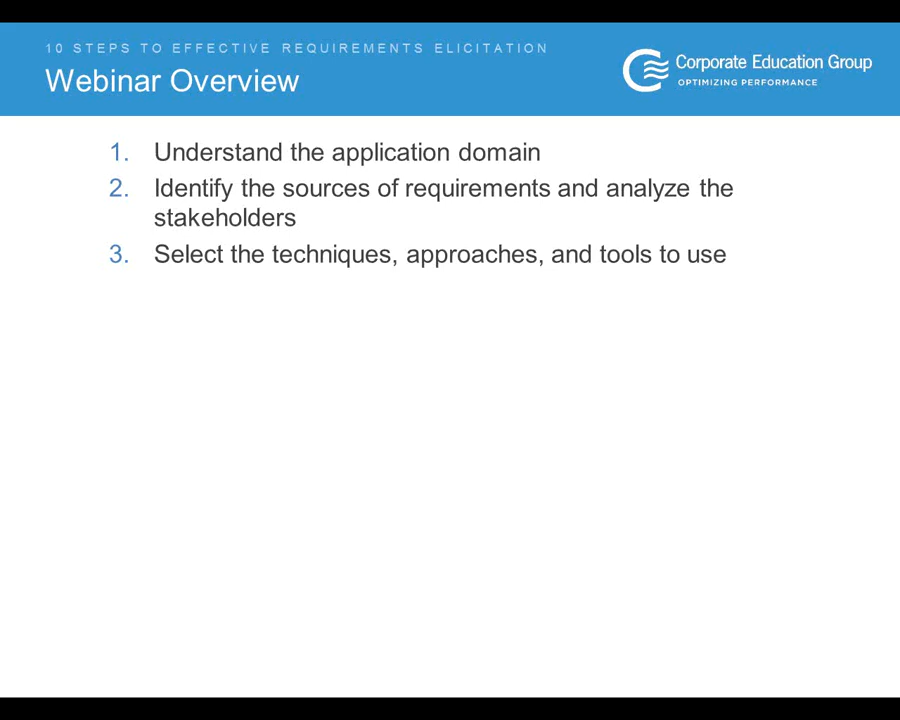 10 STEPS TO EFFECTIVE REQUIREMENTS ELICITATION
Webinar Overview
Corporate Education Group
OPTIMIZING PERFORMANCE
1. Understand the application domain
2. Identify the sources of requirements and analyze the
stakeholders
3. Select the techniques, approaches, and tools to use